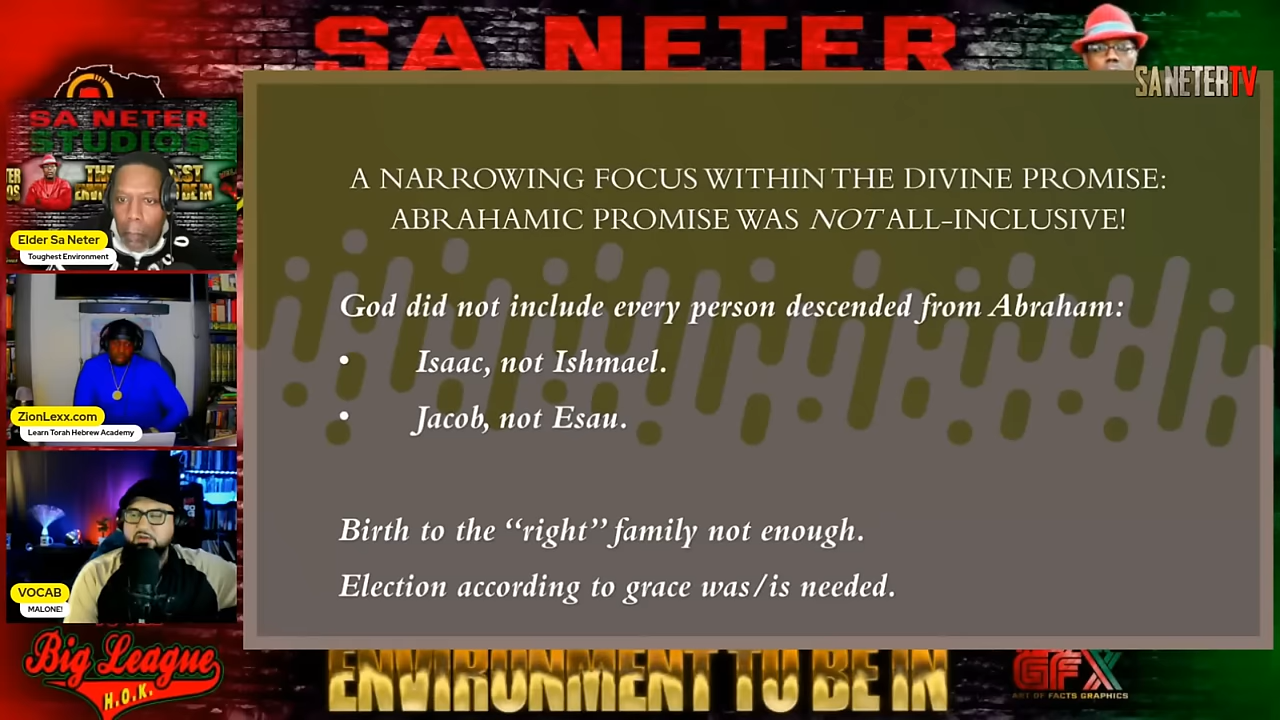 SA NETER
SANETERTV
SA NETER
STUDIOS
Elder Sa Neter
Toughest Environment
ZionLexx.com
Learn Torah Hebrew Academy
VOCAB
MALONE!
Big League
H.O.K.
A NARROWING FOCUS WITHIN THE DIVINE PROMISE:
ABRAHAMIC PROMISE WAS NOT ALL-INCLUSIVE!
God did not include every person descended from Abraham:
• Isaac, not Ishmael.
• Jacob, not Esau.
Birth to the “right” family not enough.
Election according to grace was/is needed.
ENVIRONMENT TO BE IN
GFX
ART OF FACTS GRAPHICS